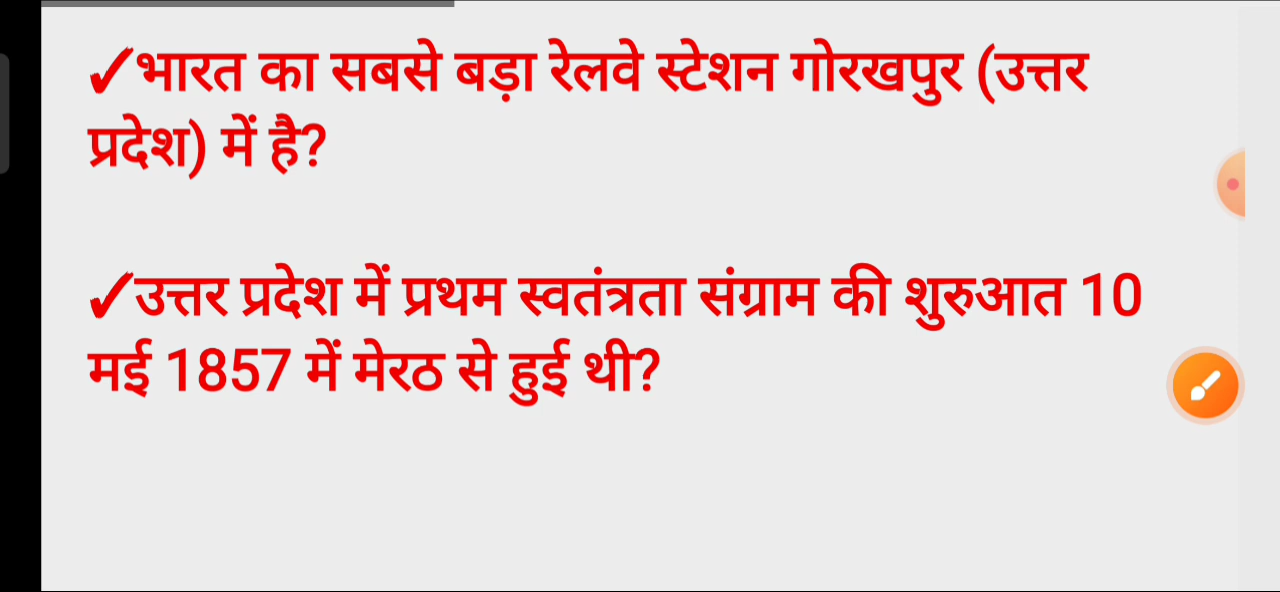 ✓भारत का सबसे बड़ा रेलवे स्टेशन गोरखपुर (उत्तर
प्रदेश) में है?
✓उत्तर प्रदेश में प्रथम स्वतंत्रता संग्राम की शुरुआत 10
मई 1857 में मेरठ से हुई थी?